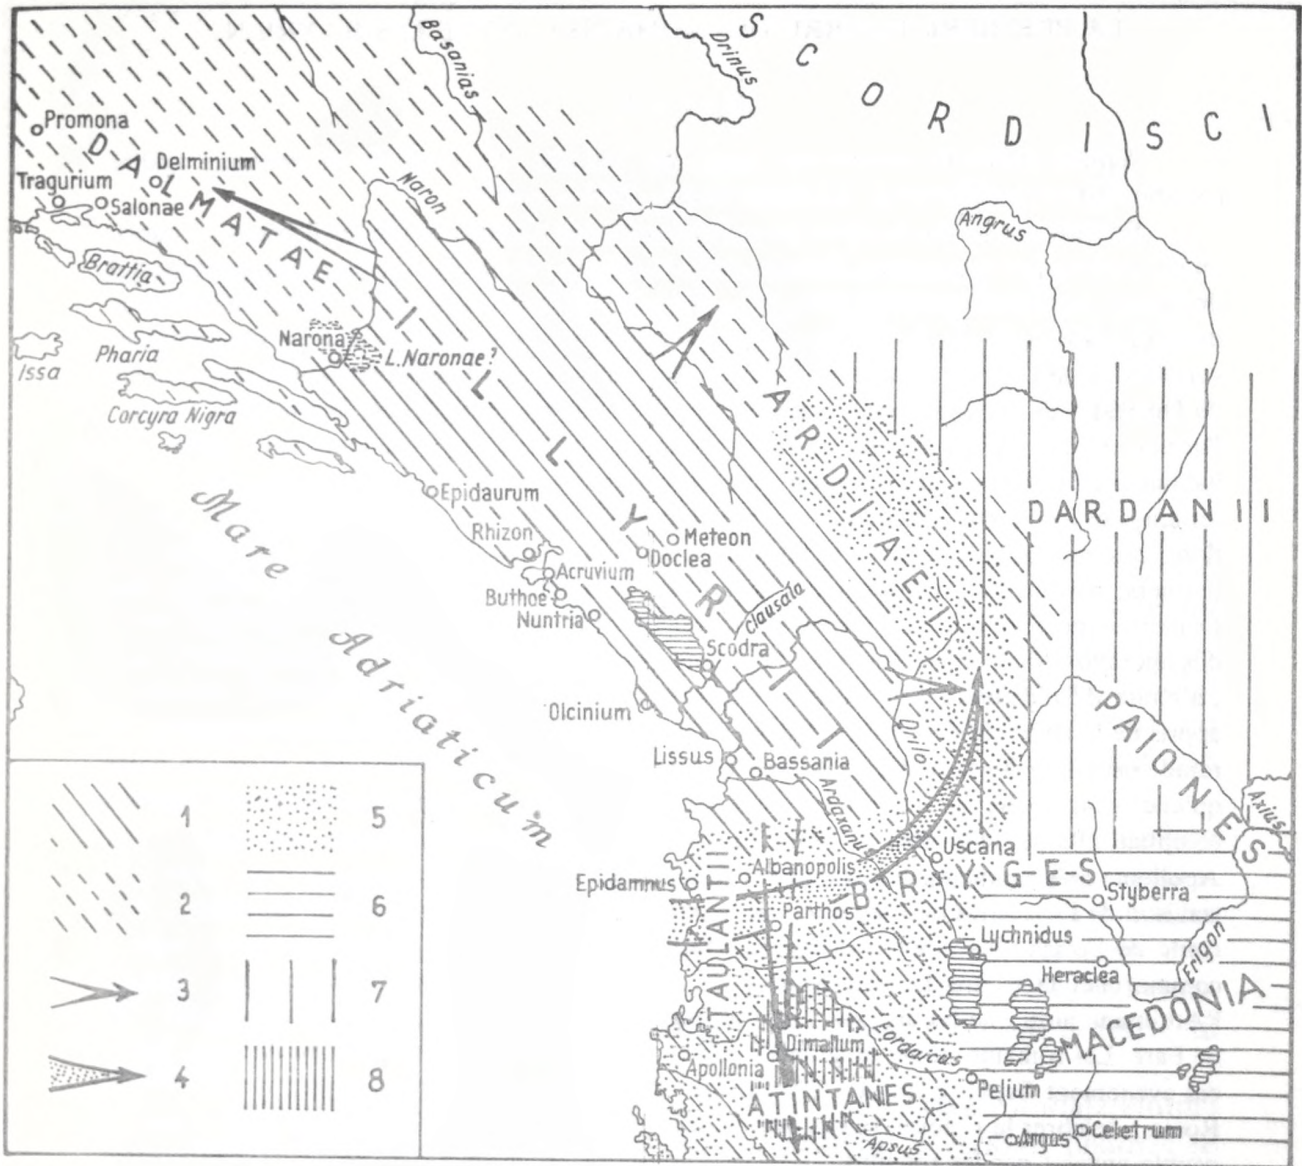 SCORDISCI
Basanias
Drinus
Promona
DALMATAE
Delminium
Tragurium
Salonae
Naron
Angrus
Brattia
Narona
L.Naronae?
Pharia
Issa
Corcyra Nigra
ILLYRII
ARDIAEI
DARDANII
Mare Adriaticum
Epidaurum
Rhizon
Meteon
Doclea
Acruvium
Buthoe
Nuntria
Clausala
Scodra
Olcinium
Drilo
PAIONES
Lissus
Bassania
Ardaxanus
Axius
Uscana
Albanopolis
Epidamnus
BRYGES
Styberra
Parthos
TAULANTII
Lychnidus
Heraclea
Erigon
MACEDONIA
Eordaicus
Dimallum
Apollonia
Pelium
ATINTANES
Apsus
Argus
Celetrum
1 5
2 6
3 7
4 8